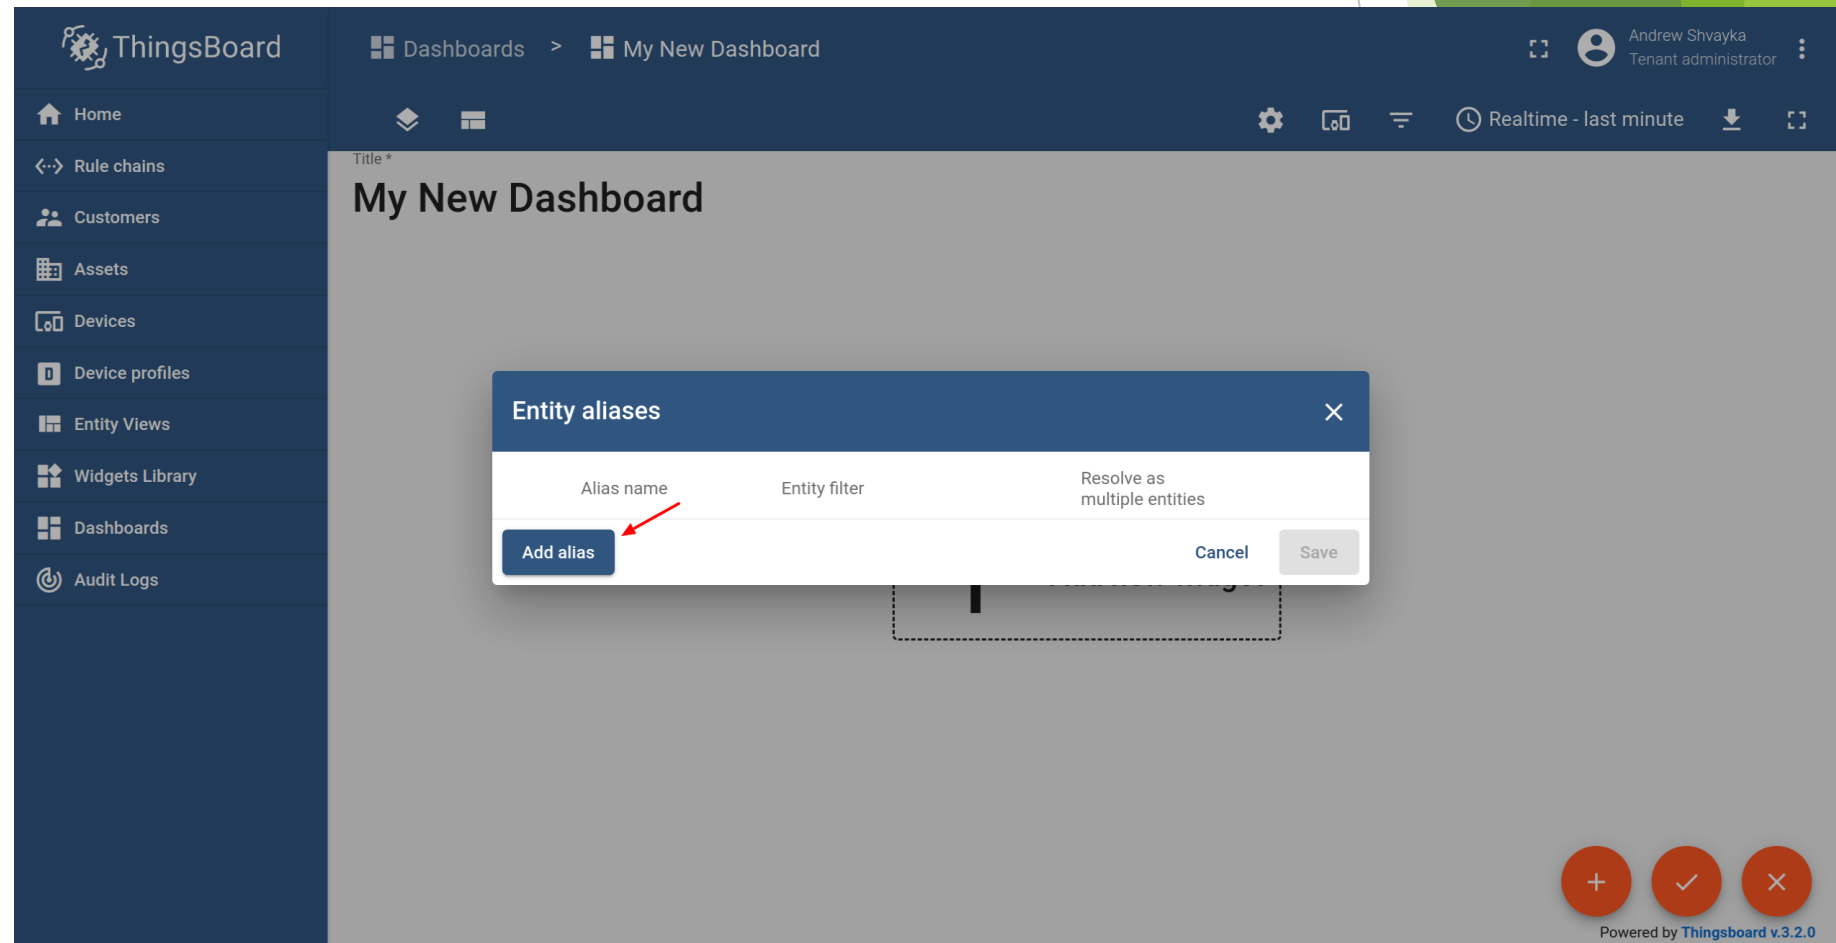 ThingsBoard
Dashboards > My New Dashboard
Andrew Shvayka
Tenant administrator
Home
Rule chains
Customers
Assets
Devices
Device profiles
Entity Views
Widgets Library
Dashboards
Audit Logs
Realtime - last minute
Title *
My New Dashboard
Entity aliases
Alias name
Entity filter
Resolve as
multiple entities
Add alias
Cancel
Save
Powered by Thingsboard v.3.2.0